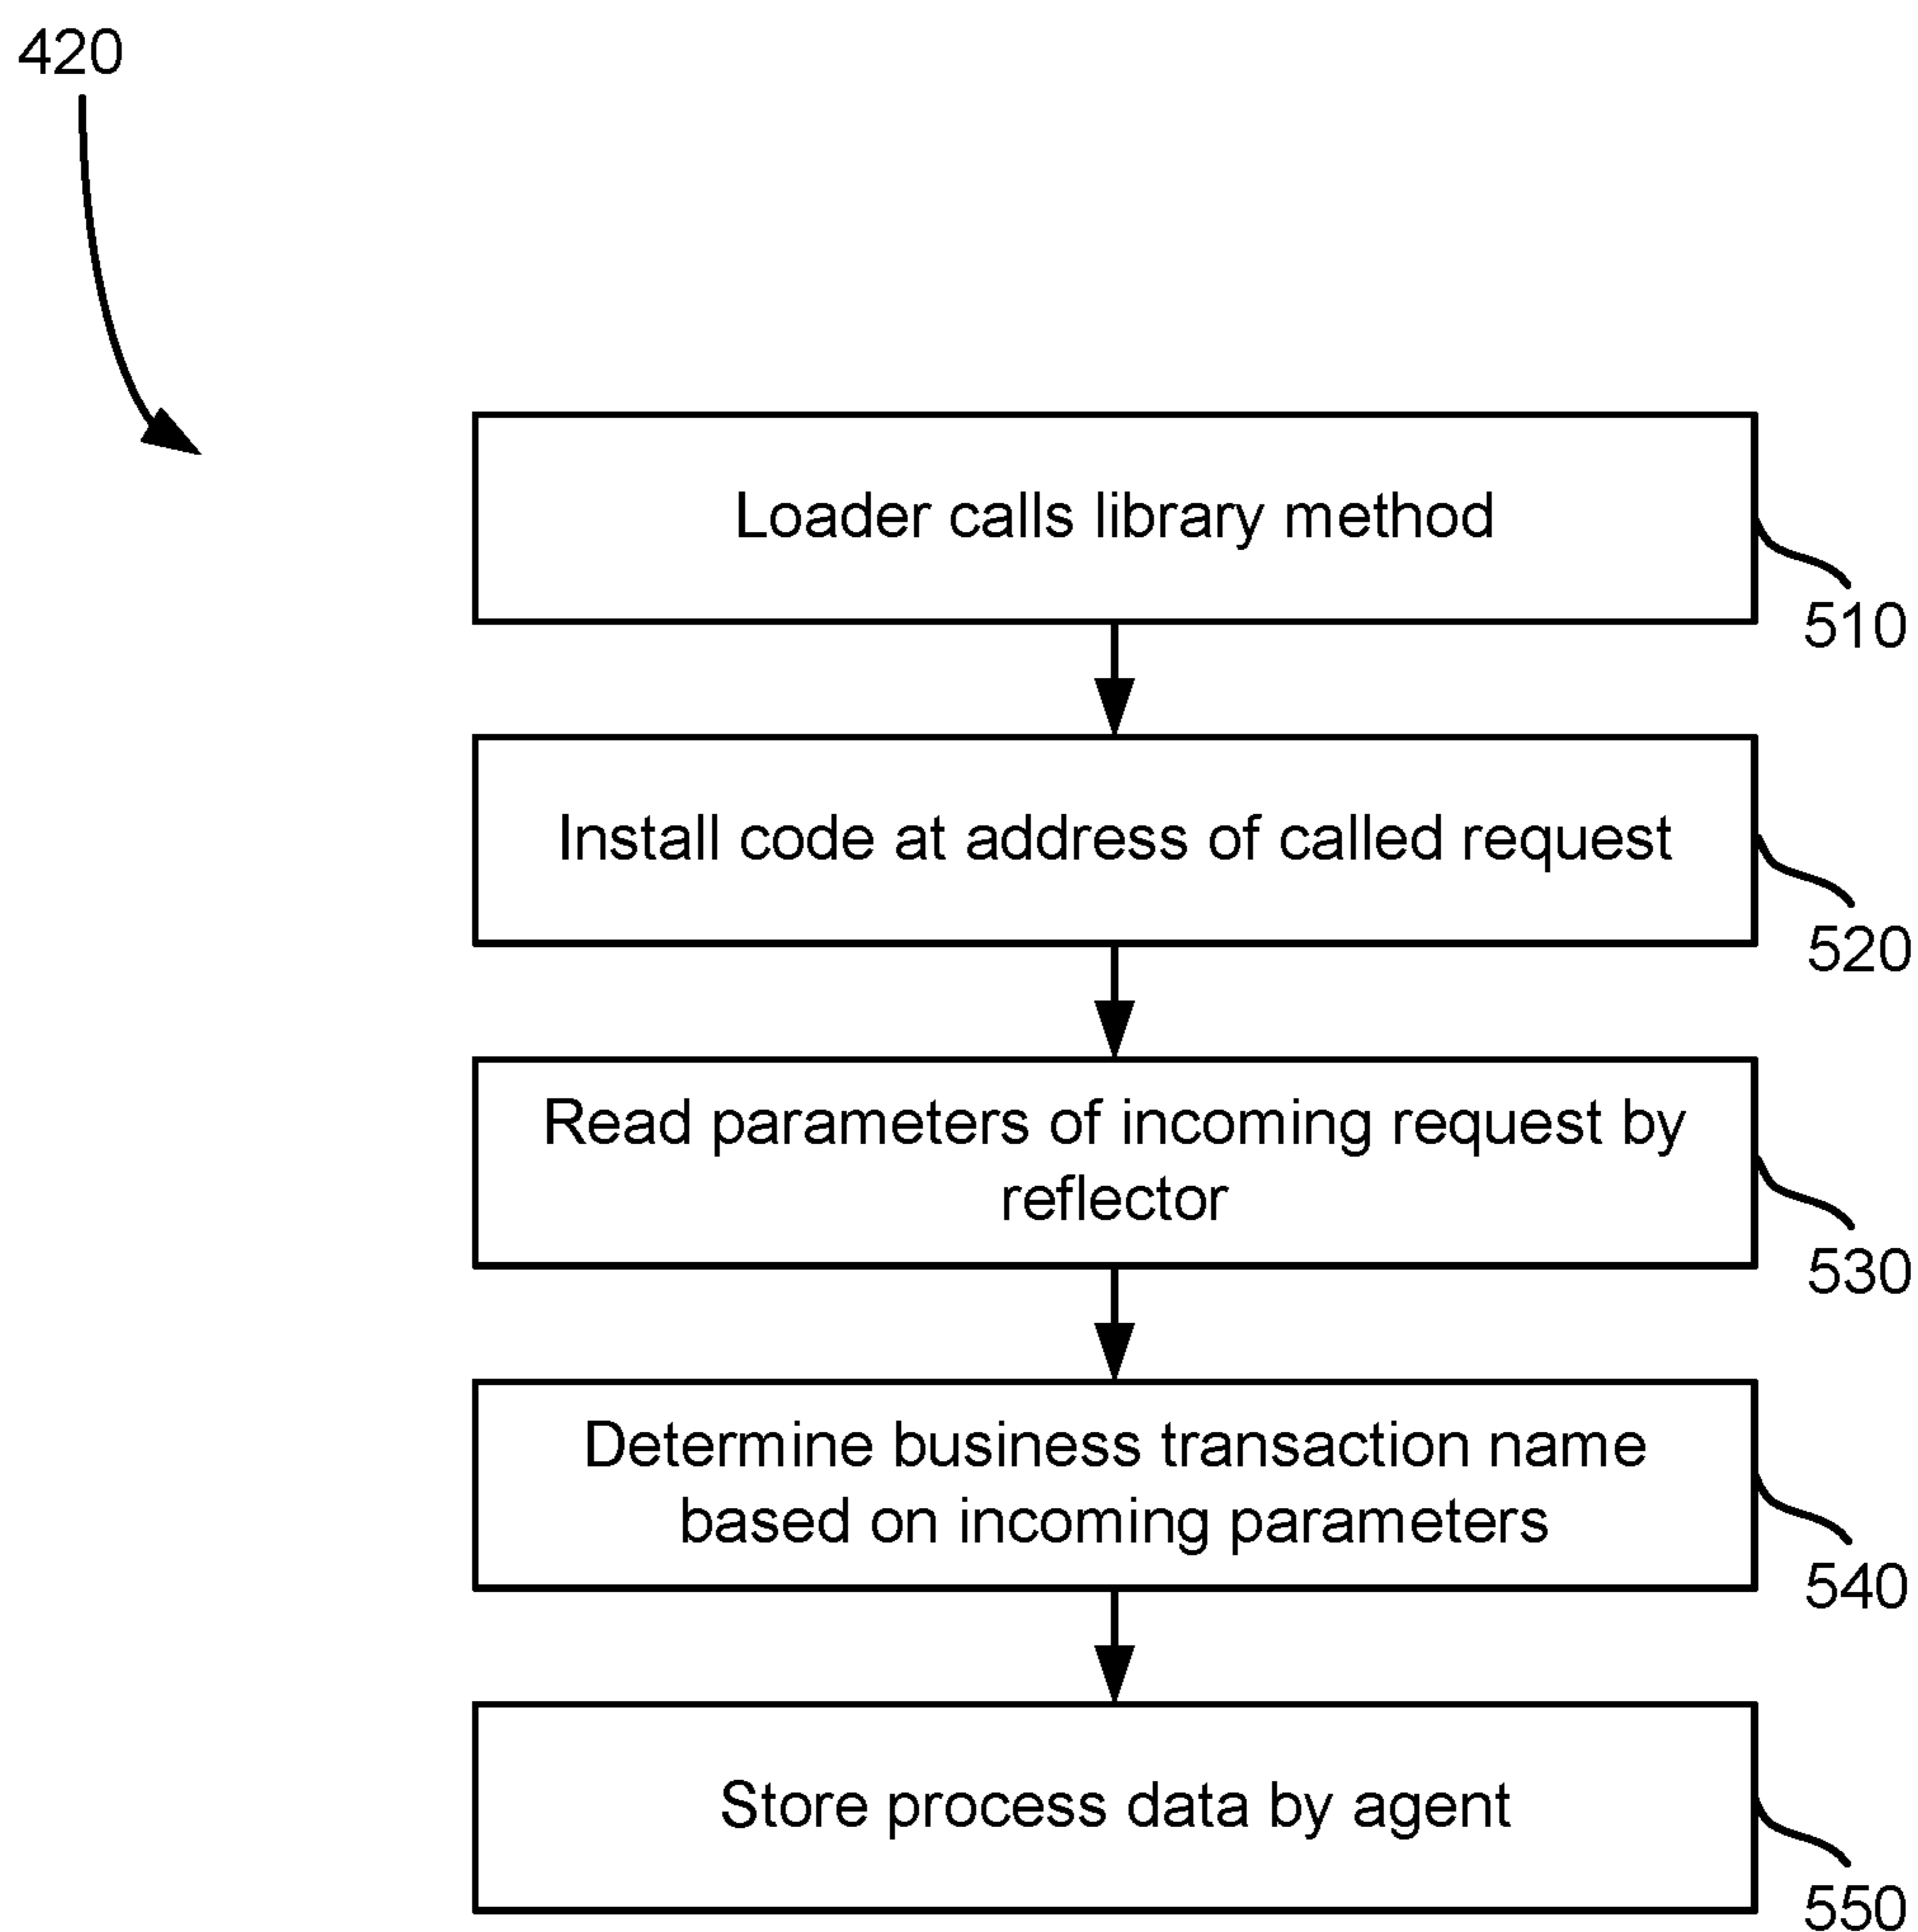 420
Loader calls library method
510
Install code at address of called request
520
Read parameters of incoming request by
reflector
530
Determine business transaction name
based on incoming parameters
540
Store process data by agent
550